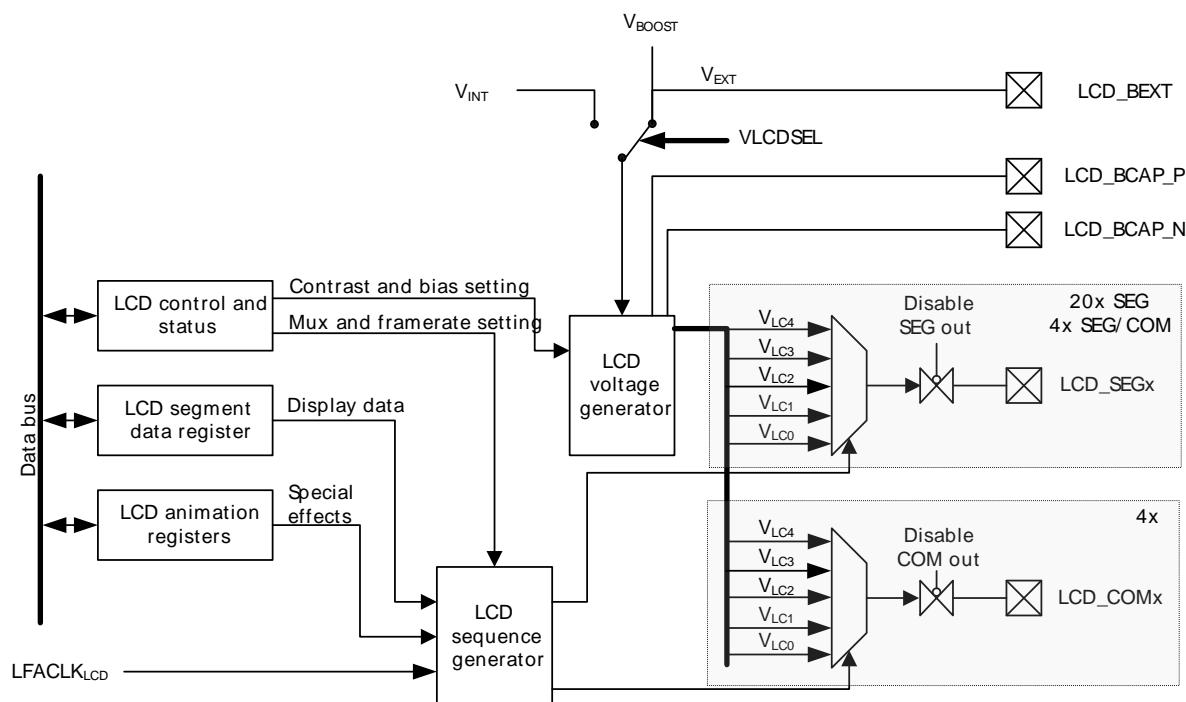 VBOOST
VINT
VEXT
LCD_BEXT
VLCDSEL
LCD_BCAP_P
LCD_BCAP_N
Data bus
LCD control and
status
Contrast and bias setting
Mux and framerate setting
LCD
voltage
generator
20x SEG
4x SEG/COM
Disable
SEG out
VLC4
VLC3
VLC2
VLC1
VLC0
LCD_SEGx
LCD segment
data register
Display data
LCD animation
registers
Special
effects
4x
Disable
COM out
VLC4
VLC3
VLC2
VLC1
VLC0
LCD_COMx
LCD
sequence
generator
LFACLKLCD